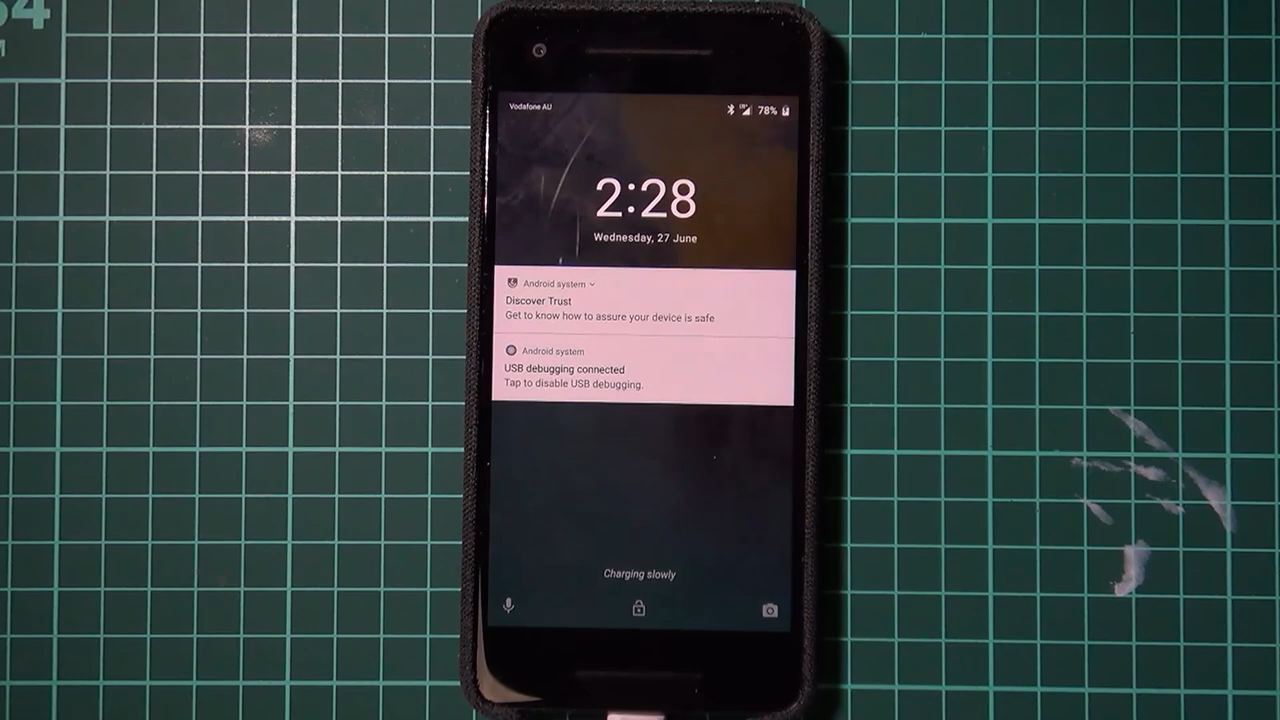 Vodafone AU
78%
2:28
Wednesday, 27 June
Android system
Discover Trust
Get to know how to assure your device is safe
Android system
USB debugging connected
Tap to disable USB debugging.
Charging slowly